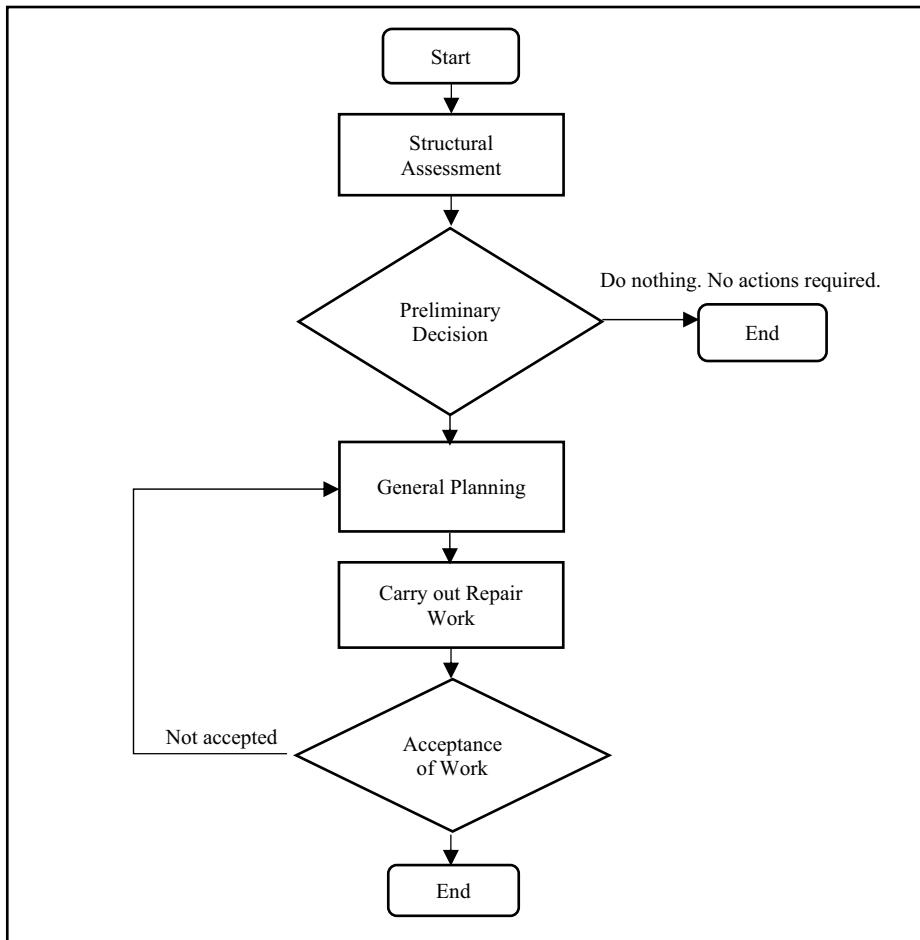 Start
Structural
Assessment
Preliminary
Decision
Do nothing. No actions required.
End
General Planning
Carry out Repair
Work
Not accepted
Acceptance
of Work
End